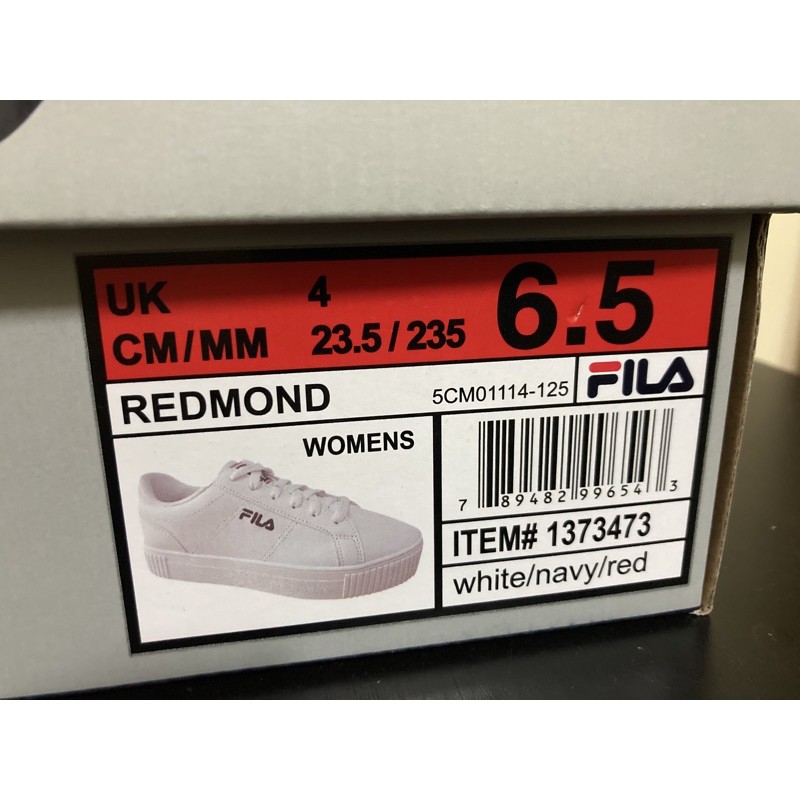 UK 4 6.5
CM/MM 23.5/235
REDMOND 5CM01114-125 FILA
WOMENS
FILA
7 89482 99654 3
ITEM# 1373473
white/navy/red